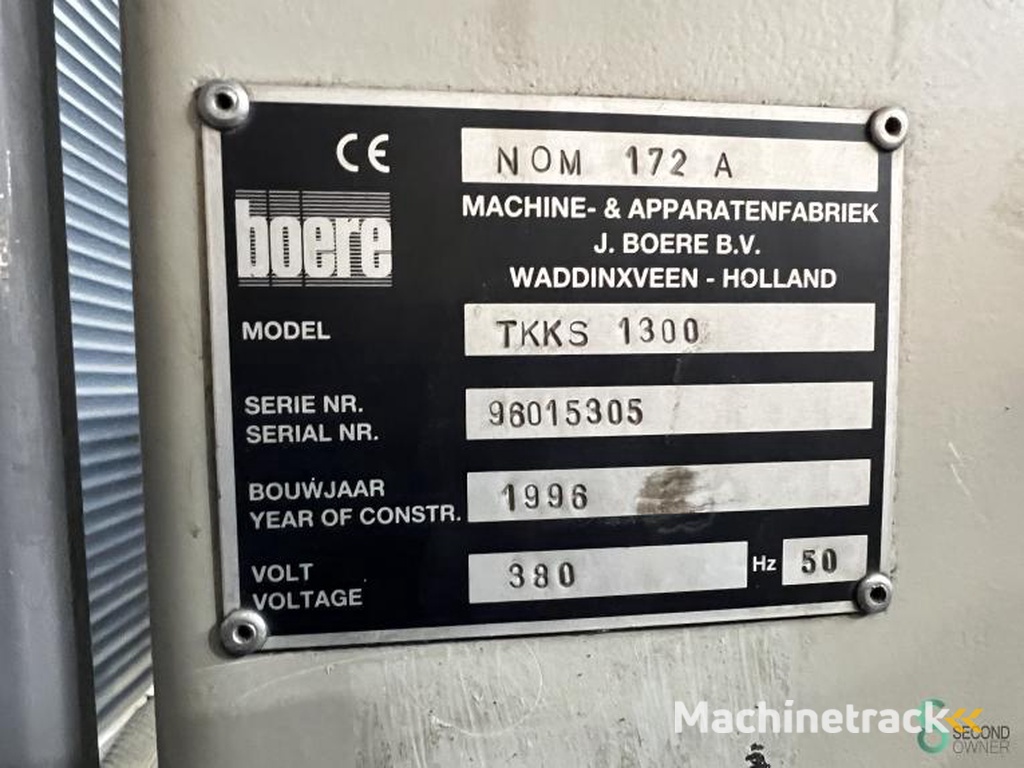 CE
NOM 172 A
boere
MACHINE- & APPARATENFABRIEK
J. BOERE B.V.
WADDINXVEEN - HOLLAND
MODEL TKKS 1300
SERIE NR.
SERIAL NR.
96015305
BOUWJAAR
YEAR OF CONSTR.
1996
VOLT
VOLTAGE
380 Hz 50
Machinetrack
SECOND
OWNER